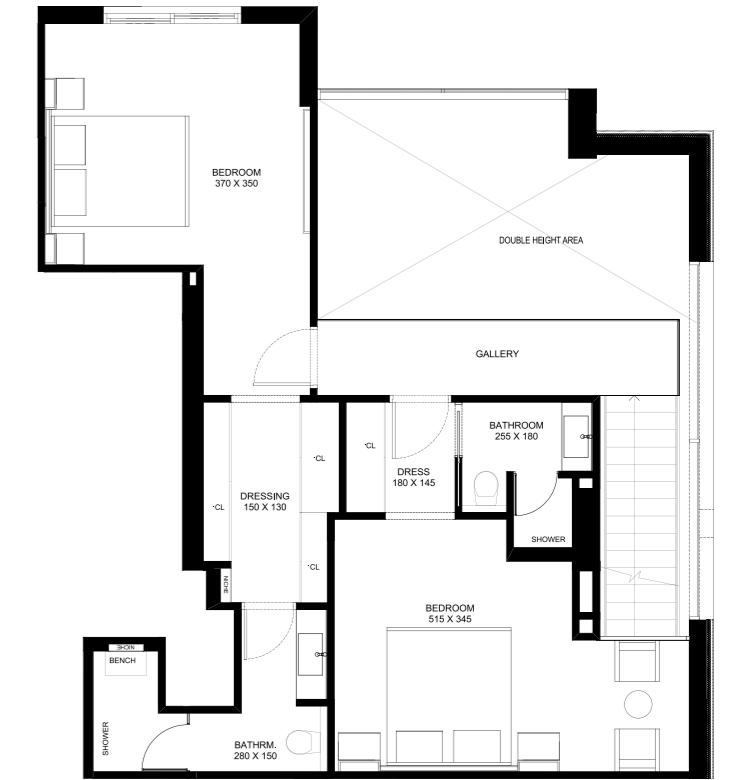 BEDROOM
370 X 350
DOUBLE HEIGHT AREA
GALLERY
BATHROOM
255 X 180
CL
DRESS
180 X 145
CL
DRESSING
150 X 130
CL
SHOWER
CL
NICHE
BEDROOM
515 X 345
NICHE
BENCH
SHOWER
BATHRM.
280 X 150